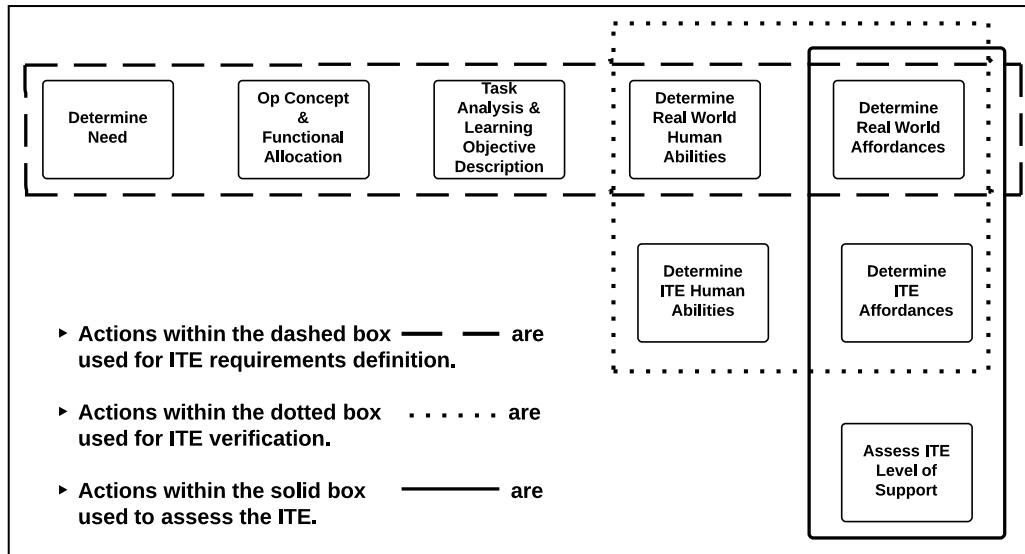 Determine
Need
Op Concept
&
Functional
Allocation
Task
Analysis &
Learning
Objective
Description
Determine
Real World
Human
Abilities
Determine
Real World
Affordances
Determine
ITE Human
Abilities
Determine
ITE
Affordances
Assess ITE
Level of
Support
‣ Actions within the dashed box are
used for ITE requirements definition.
‣ Actions within the dotted box are
used for ITE verification.
‣ Actions within the solid box are
used to assess the ITE.